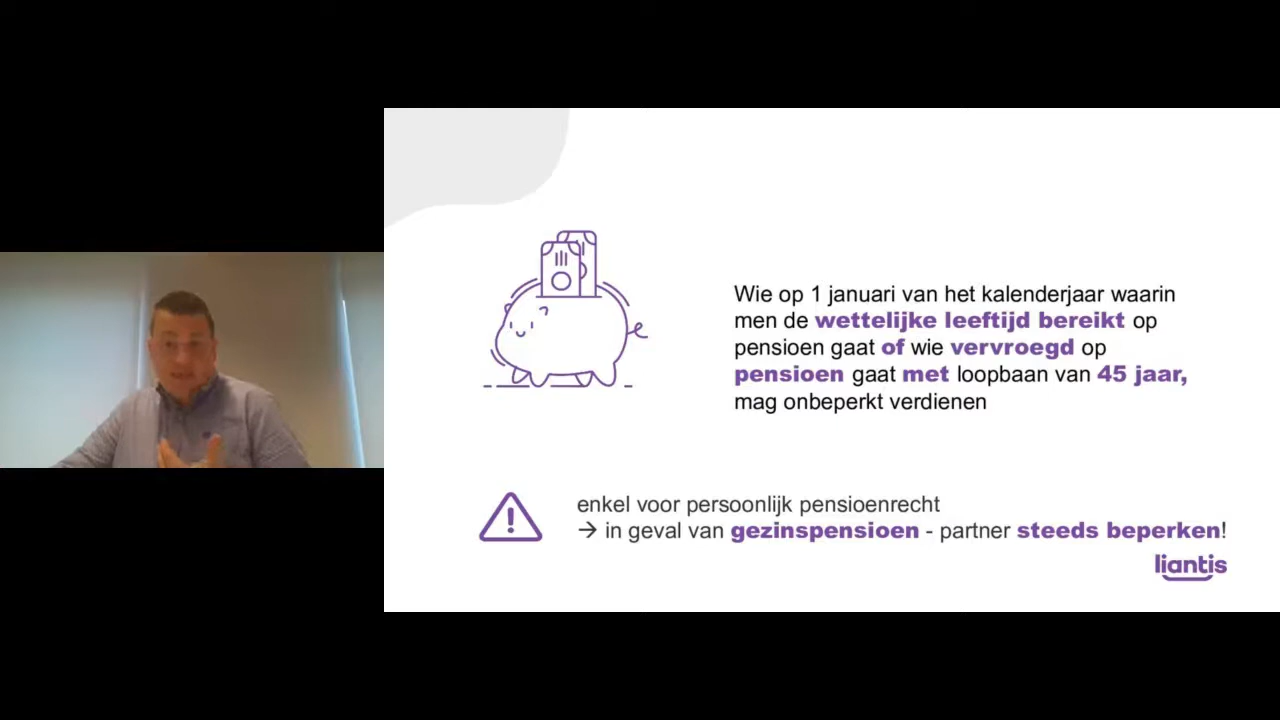 Wie op 1 januari van het kalenderjaar waarin
men de wettelijke leeftijd bereikt op
pensioen gaat of wie vervroegd op
pensioen gaat met loopbaan van 45 jaar,
mag onbeperkt verdienen
enkel voor persoonlijk pensioenrecht
→ in geval van gezinspensioen - partner steeds beperken!
liantis